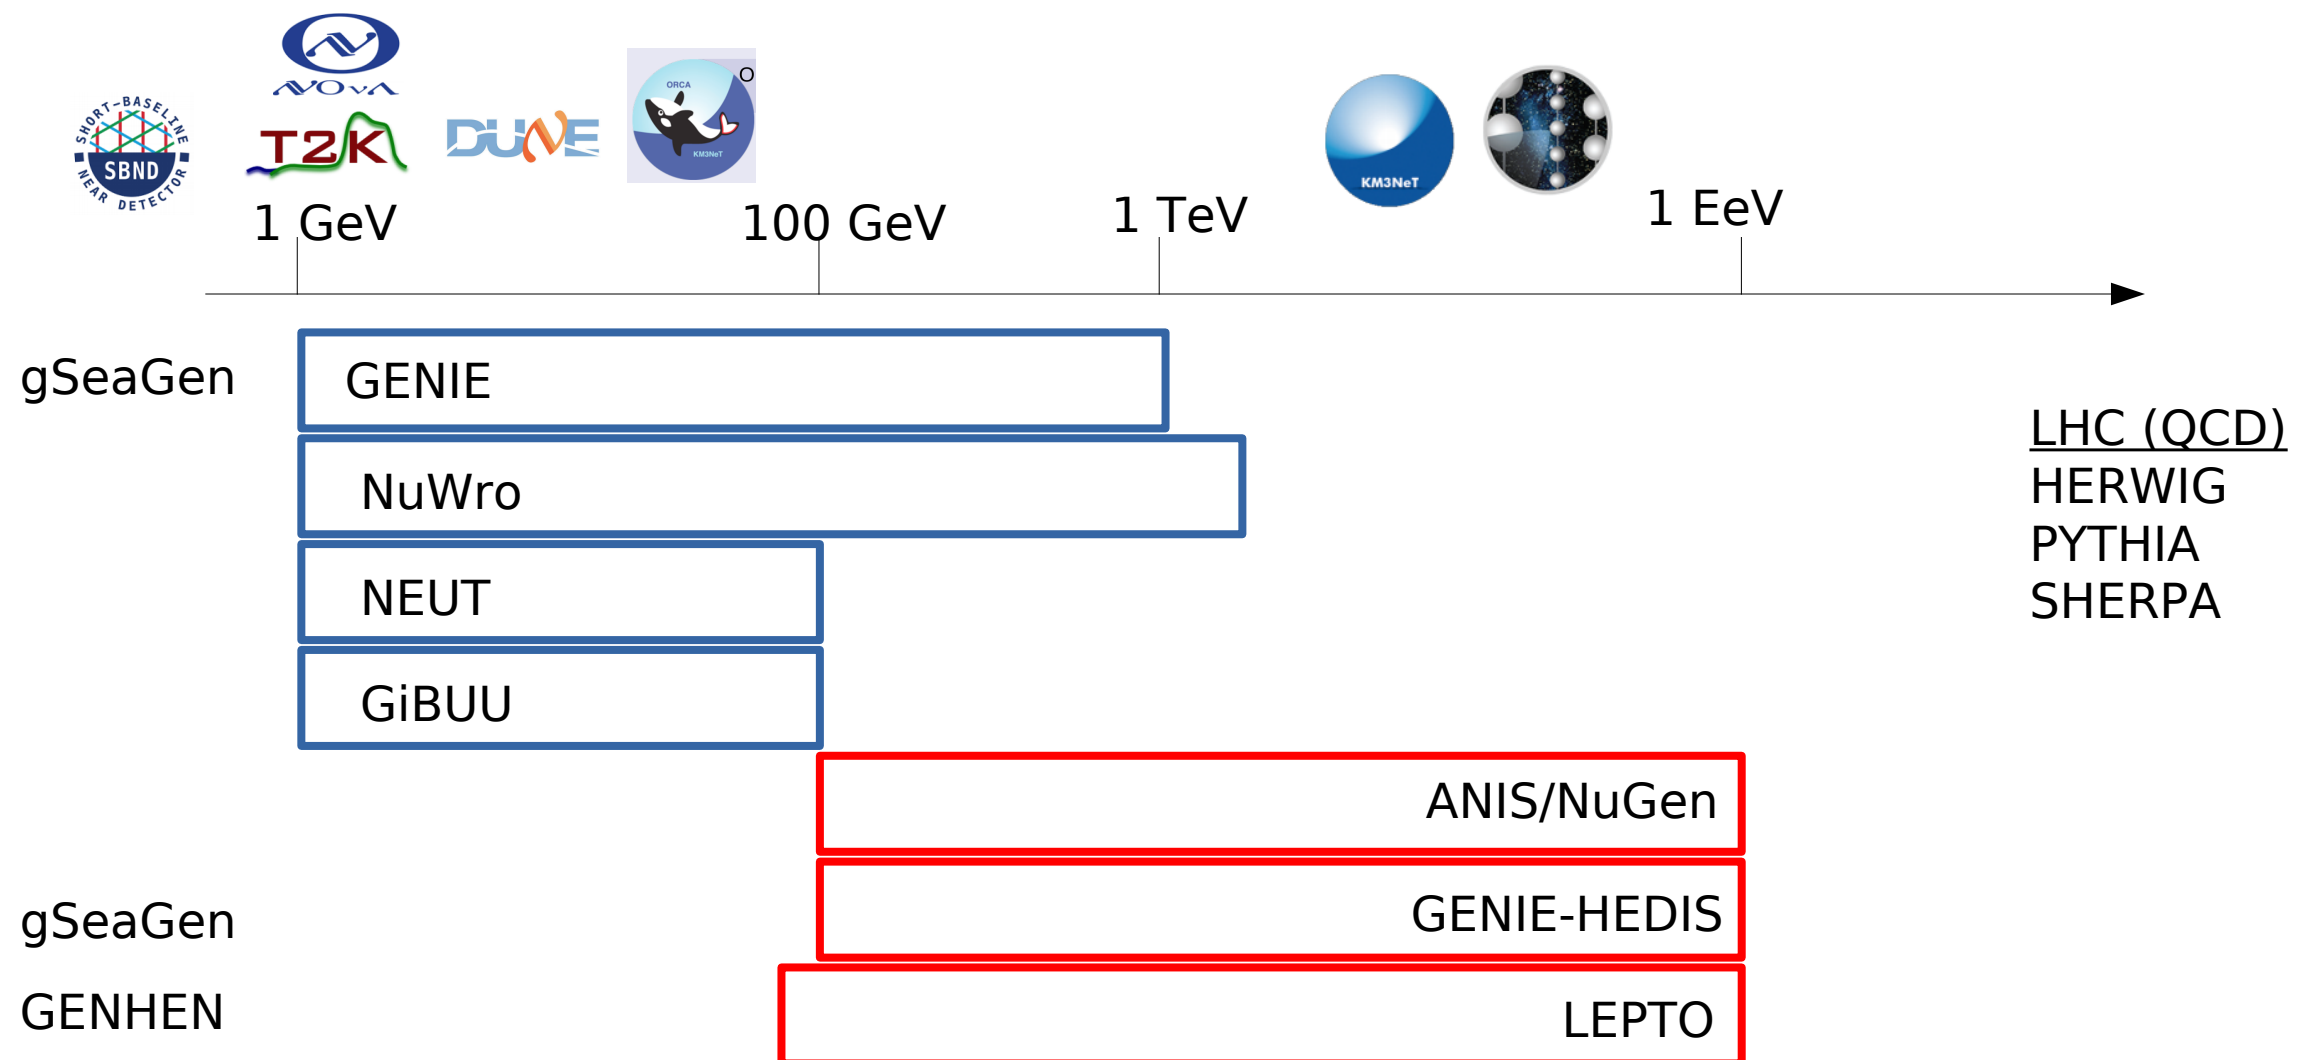 NOvA
SHORT-BASELINE
SBND
NEAR DETECTOR
T2K
DUNE
ORCA
O
KM3NeT
KM3NeT
1 GeV
100 GeV
1 TeV
1 EeV
gSeaGen
GENIE
NuWro
NEUT
GiBUU
LHC (QCD)
HERWIG
PYTHIA
SHERPA
ANIS/NuGen
gSeaGen
GENIE-HEDIS
GENHEN
LEPTO